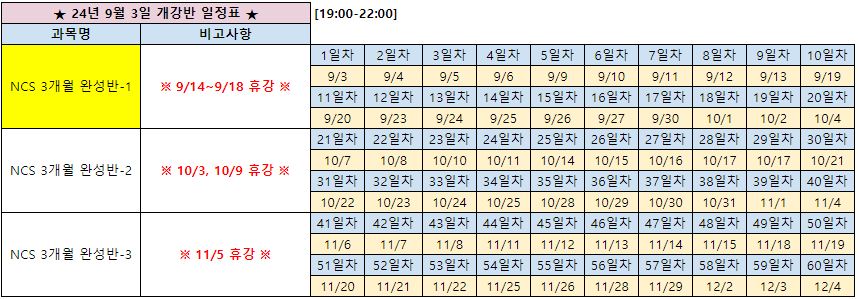 ★ 24년 9월 3일 개강반 일정표 ★ [19:00-22:00]
과목명 비고사항
1일차 2일차 3일차 4일차 5일차 6일차 7일차 8일차 9일차 10일차
NCS 3개월 완성반-1 ※ 9/14~9/18 휴강 ※
9/3 9/4 9/5 9/6 9/9 9/10 9/11 9/12 9/13 9/19
11일차 12일차 13일차 14일차 15일차 16일차 17일차 18일차 19일차 20일차
9/20 9/23 9/24 9/25 9/26 9/27 9/30 10/1 10/2 10/4
21일차 22일차 23일차 24일차 25일차 26일차 27일차 28일차 29일차 30일차
NCS 3개월 완성반-2 ※ 10/3, 10/9 휴강 ※
10/7 10/8 10/10 10/11 10/14 10/15 10/16 10/17 10/17 10/21
31일차 32일차 33일차 34일차 35일차 36일차 37일차 38일차 39일차 40일차
10/22 10/23 10/24 10/25 10/28 10/29 10/30 10/31 11/1 11/4
41일차 42일차 43일차 44일차 45일차 46일차 47일차 48일차 49일차 50일차
NCS 3개월 완성반-3 ※ 11/5 휴강 ※
11/6 11/7 11/8 11/11 11/12 11/13 11/14 11/15 11/18 11/19
51일차 52일차 53일차 54일차 55일차 56일차 57일차 58일차 59일차 60일차
11/20 11/21 11/22 11/25 11/26 11/28 11/29 12/2 12/3 12/4